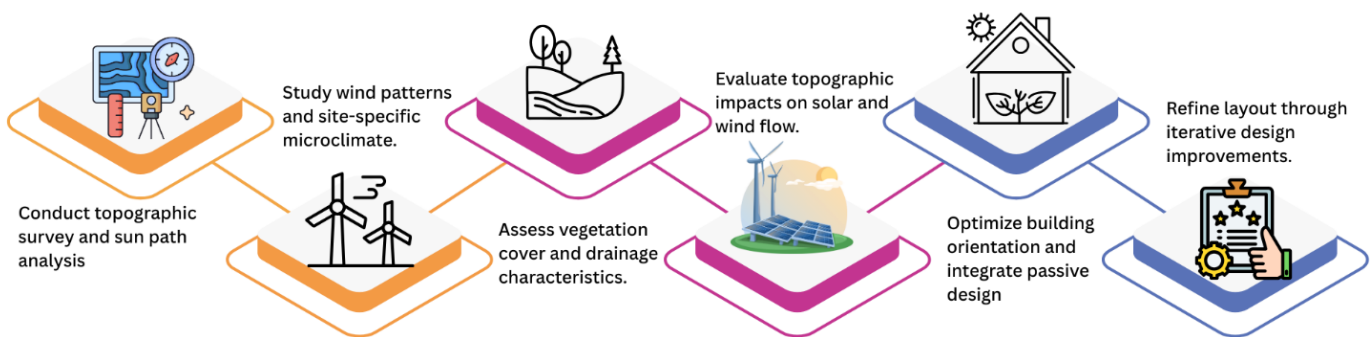 Conduct topographic
survey and sun path
analysis
Study wind patterns
and site-specific
microclimate.
Assess vegetation
cover and drainage
characteristics.
Evaluate topographic
impacts on solar and
wind flow.
Optimize building
orientation and
integrate passive
design
Refine layout through
iterative design
improvements.